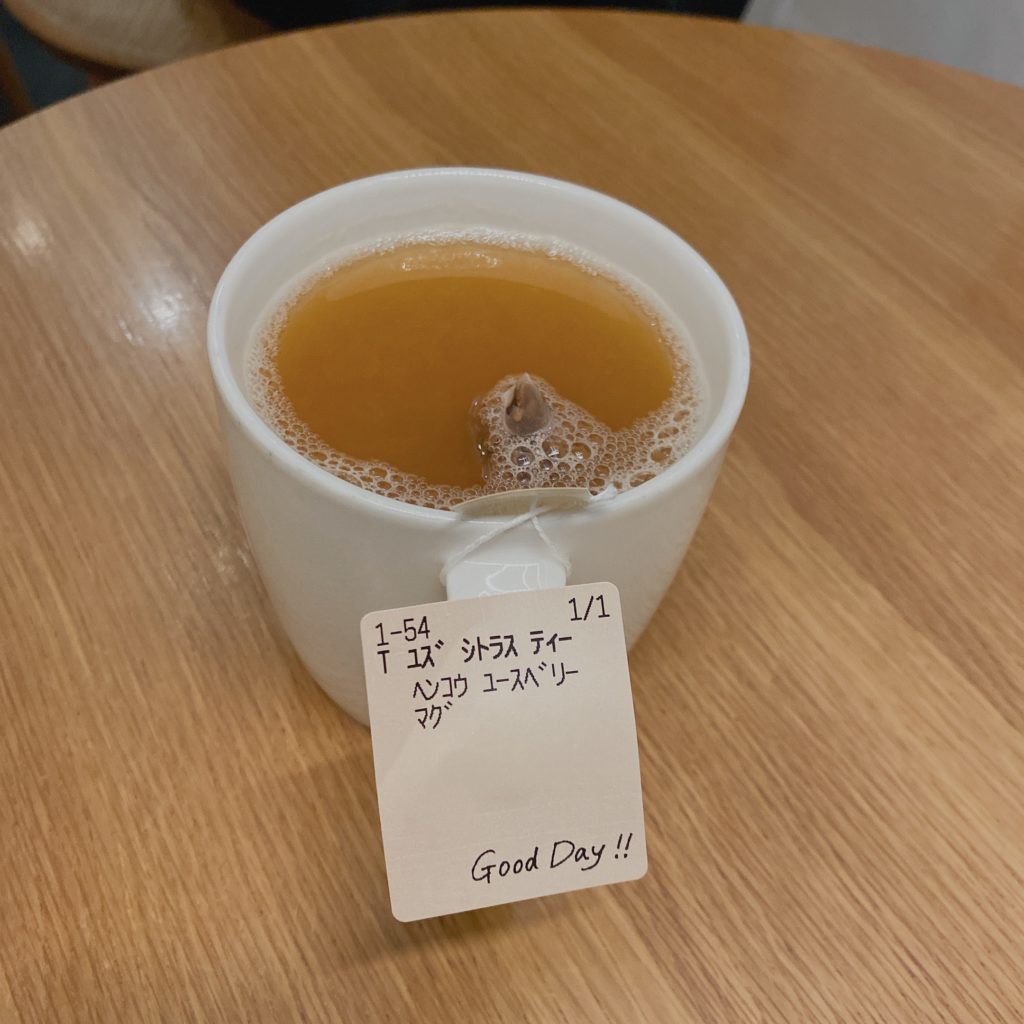 1-54 1/1
T ユズ シトラス ティー
ヘンコウ ユースベリー
マグ
Good Day!!